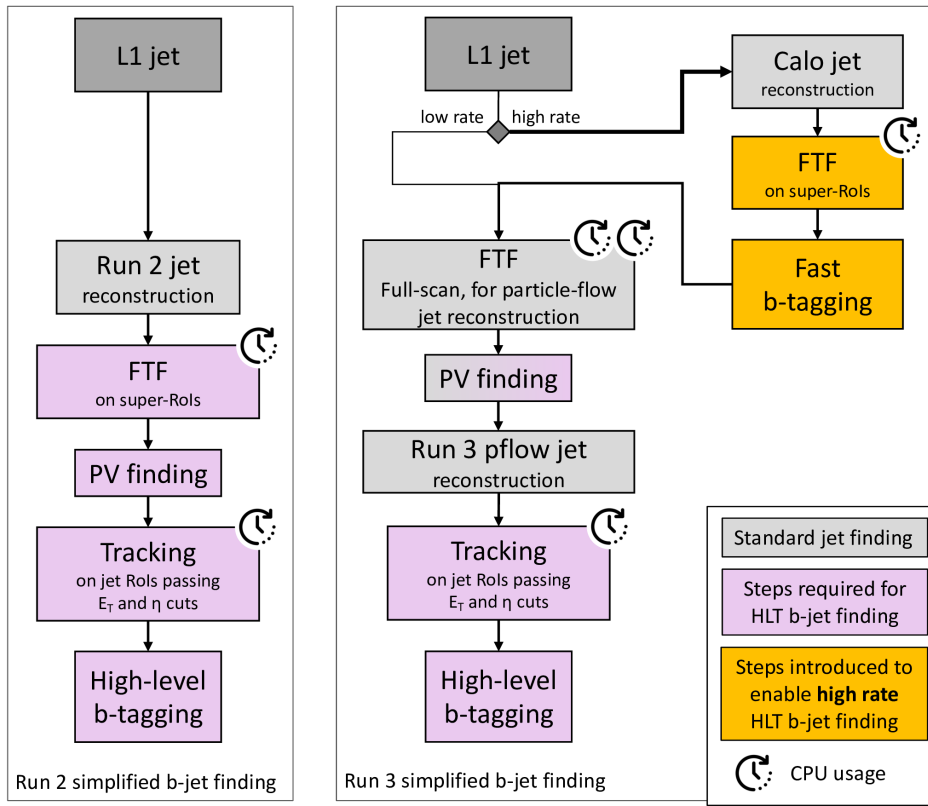 L1 jet
Run 2 jet
reconstruction
FTF
on super-RoIs
PV finding
Tracking
on jet RoIs passing
E_T and η cuts
High-level
b-tagging
Run 2 simplified b-jet finding
L1 jet
low rate
high rate
Calo jet
reconstruction
FTF
on super-RoIs
Fast
b-tagging
FTF
Full-scan, for particle-flow
jet reconstruction
PV finding
Run 3 pflow jet
reconstruction
Tracking
on jet RoIs passing
E_T and η cuts
High-level
b-tagging
Run 3 simplified b-jet finding
Standard jet finding
Steps required for
HLT b-jet finding
Steps introduced to
enable high rate
HLT b-jet finding
CPU usage